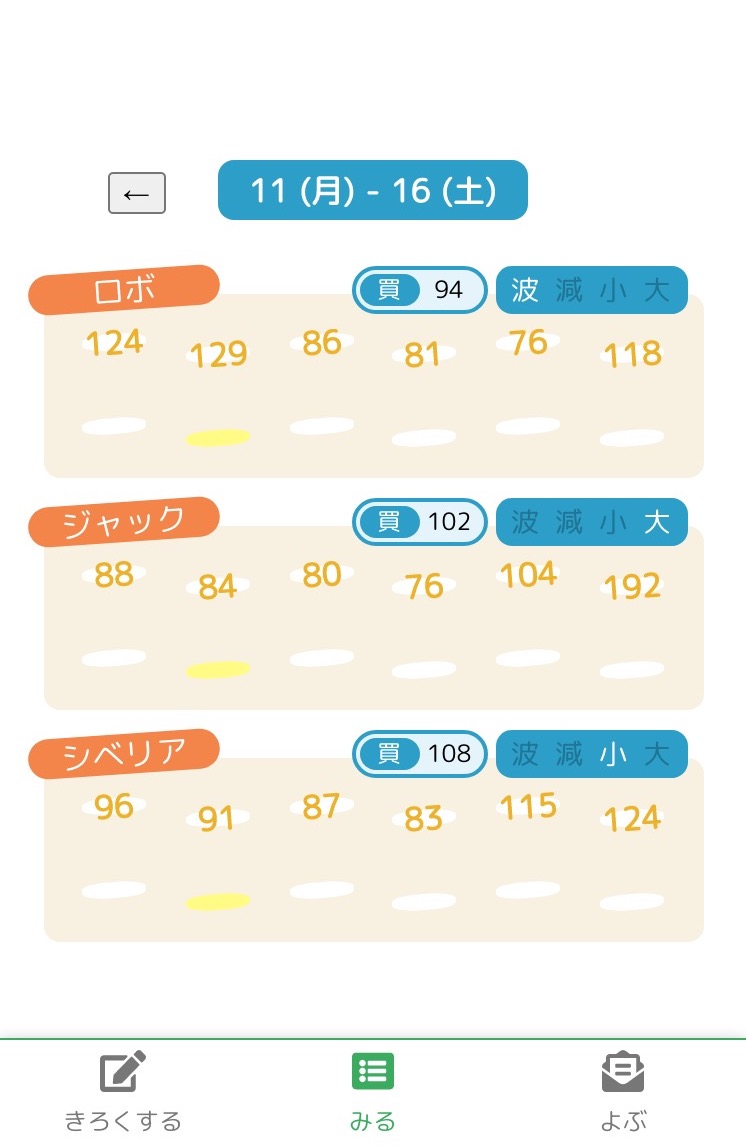 ← 11 (月) - 16 (土)
ロボ 買 94 波 減 小 大
124 129 86 81 76 118
ジャック 買 102 波 減 小 大
88 84 80 76 104 192
シベリア 買 108 波 減 小 大
96 91 87 83 115 124
きろくする みる よぶ